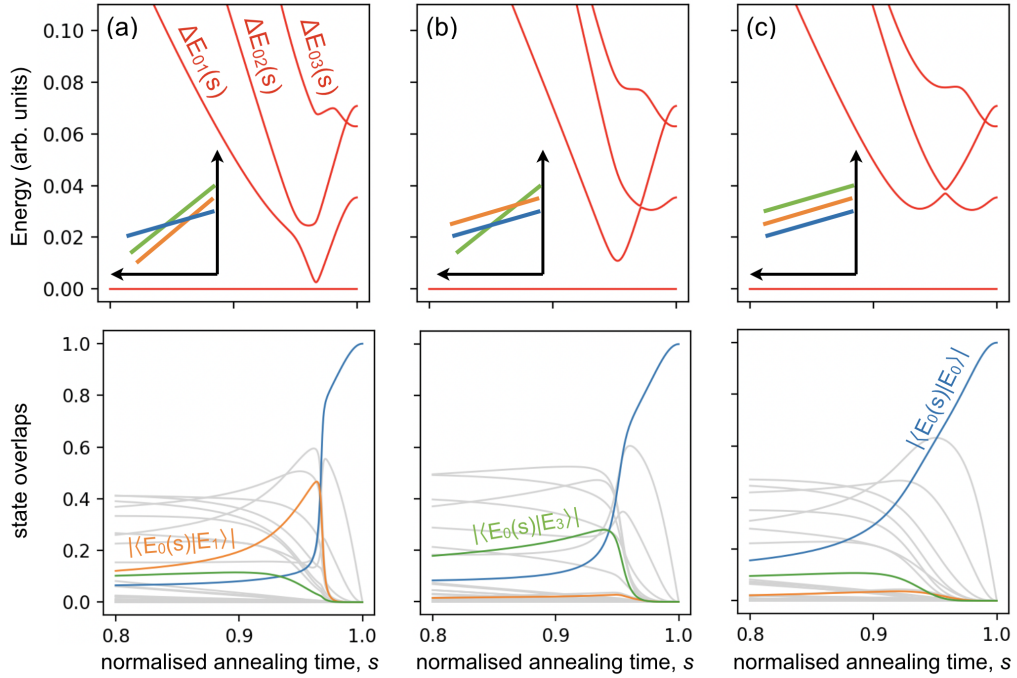 (a) (b) (c)
ΔE₀₁(s) ΔE₀₂(s) ΔE₀₃(s)
Energy (arb. units)
0.10
0.08
0.06
0.04
0.02
0.00
state overlaps
1.0
0.8
0.6
0.4
0.2
0.0
|⟨E₀(s)|E₁⟩|
|⟨E₀(s)|E₃⟩|
|⟨E₀(s)|E₀⟩|
0.8 0.9 1.0 0.8 0.9 1.0 0.8 0.9 1.0
normalised annealing time, s normalised annealing time, s normalised annealing time, s